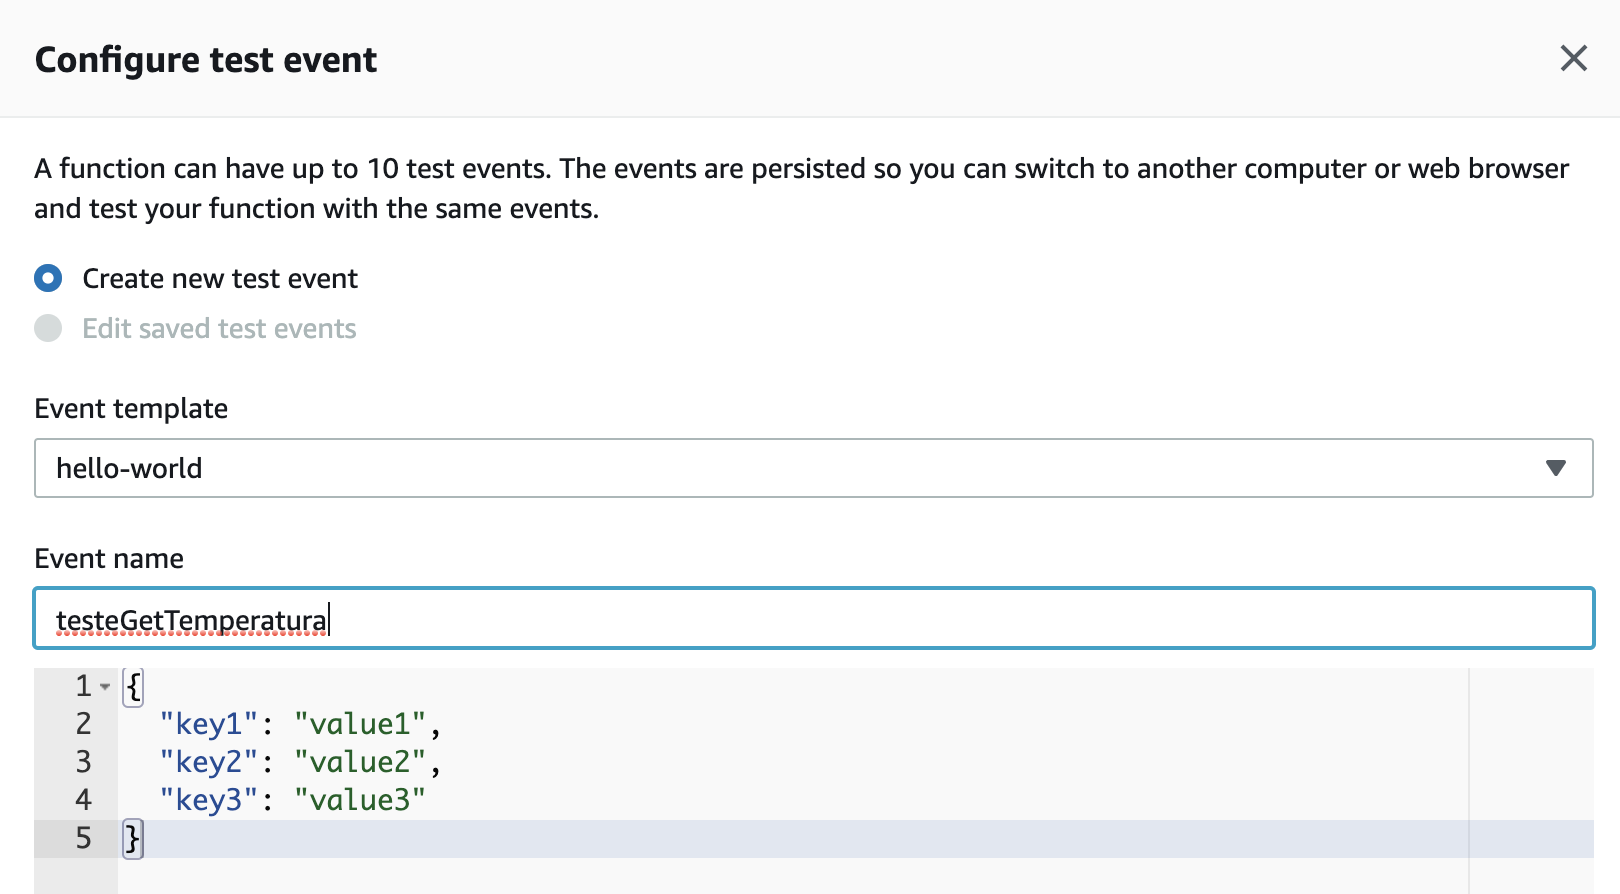 Configure test event
A function can have up to 10 test events. The events are persisted so you can switch to another computer or web browser
and test your function with the same events.
Create new test event
Edit saved test events
Event template
hello-world
Event name
testeGetTemperatura
1 {
2 "key1": "value1",
3 "key2": "value2",
4 "key3": "value3"
5 }